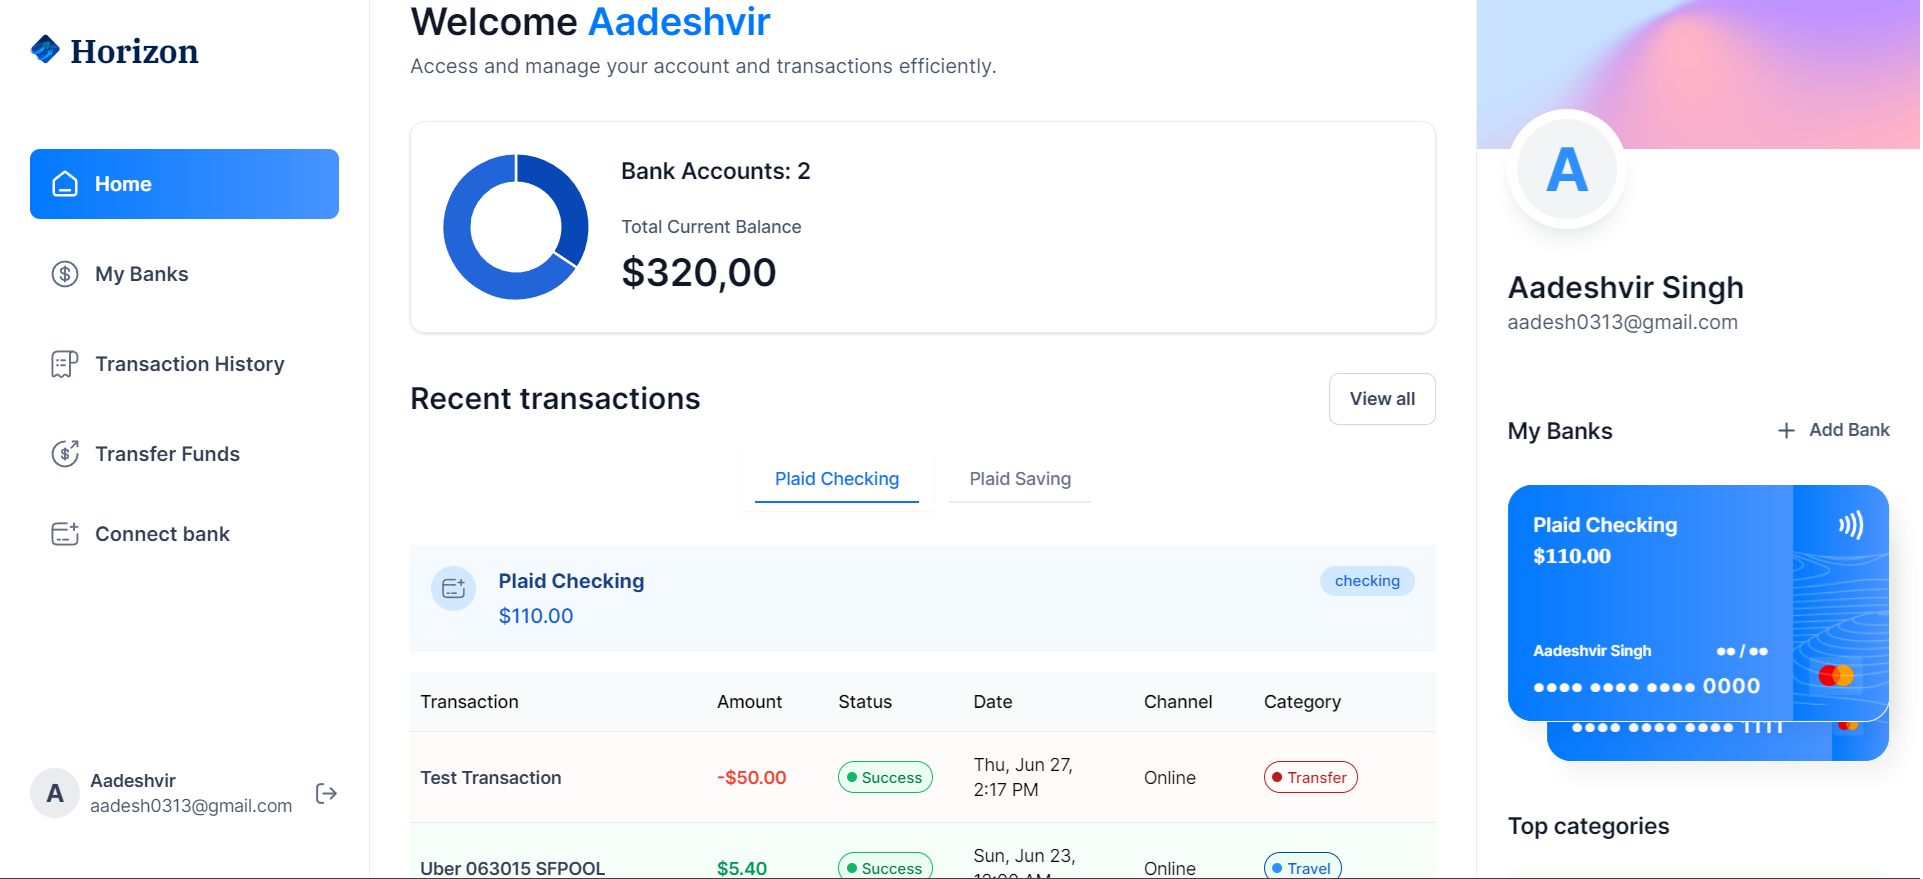 Horizon
Home
My Banks
Transaction History
Transfer Funds
Connect bank
A
Aadeshvir
aadesh0313@gmail.com
Welcome Aadeshvir
Access and manage your account and transactions efficiently.
Bank Accounts: 2
Total Current Balance
$320,00
Recent transactions
View all
Plaid Checking Plaid Saving
Plaid Checking
$110.00
checking
Transaction Amount Status Date Channel Category
Test Transaction -$50.00 Success Thu, Jun 27, 2:17 PM Online Transfer
Uber 063015 SFPOOL $5.40 Success Sun, Jun 23, 12:00 AM Online Travel
A
Aadeshvir Singh
aadesh0313@gmail.com
My Banks
+ Add Bank
Plaid Checking
$110.00
Aadeshvir Singh ●● / ●●
●●●● ●●●● ●●●● 0000
●●●● ●●●● ●●●● 1111
Top categories